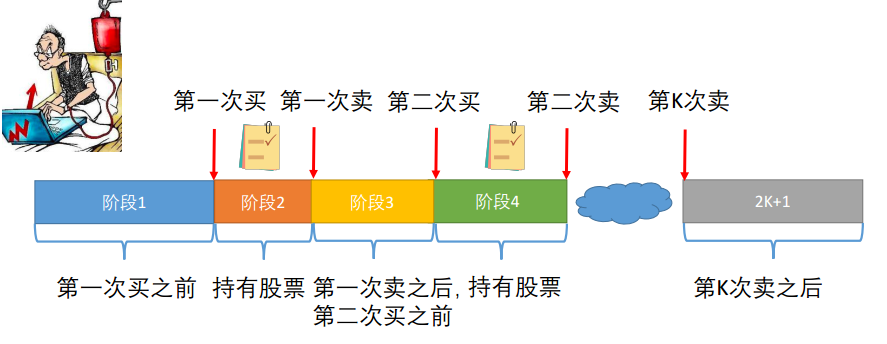 第一次买
第一次卖
第二次买
第二次卖
第K次卖
阶段1
阶段2
阶段3
阶段4
2K+1
第一次买之前
持有股票
第一次卖之后,
第二次买之前
持有股票
第K次卖之后